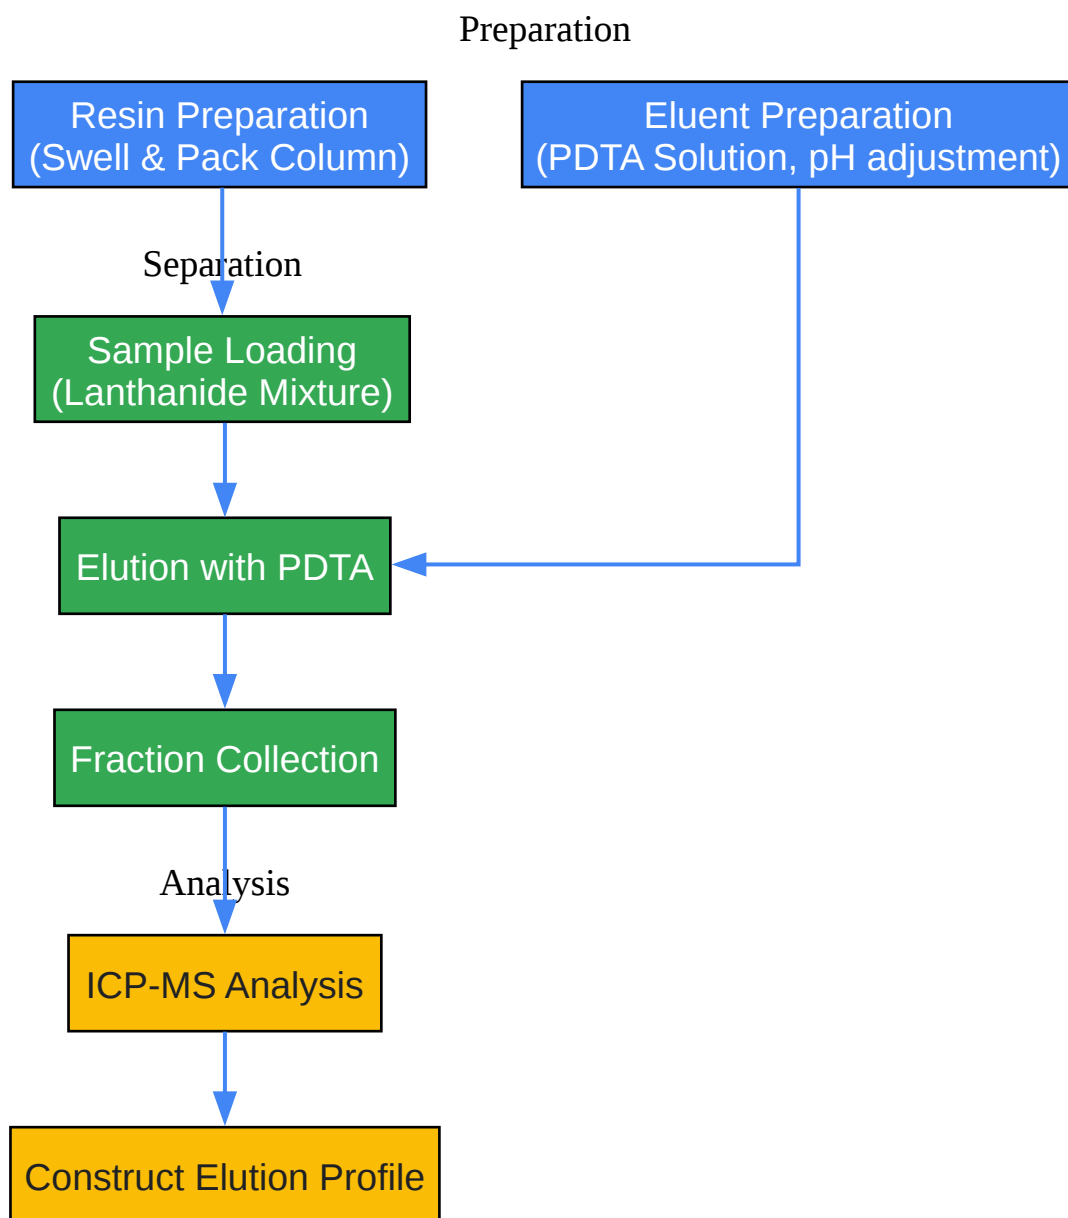 Preparation
Resin Preparation
(Swell & Pack Column)
Eluent Preparation
(PDTA Solution, pH adjustment)
Separation
Sample Loading
(Lanthanide Mixture)
Elution with PDTA
Fraction Collection
Analysis
ICP-MS Analysis
Construct Elution Profile